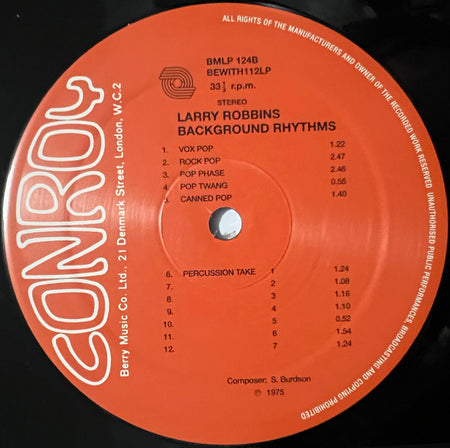 CONROY
Berry Music Co. Ltd., 21 Denmark Street, London, W.C.2
ALL RIGHTS OF THE MANUFACTURERS AND OWNER OF THE RECORDED WORK RESERVED UNAUTHORISED PUBLIC PERFORMANCES, BROADCASTING AND COPYING PROHIBITED
BMLP 124B
BEWITH112LP
33⅓ r.p.m.
STEREO
LARRY ROBBINS
BACKGROUND RHYTHMS
1. VOX POP 1.22
2. ROCK POP 2.47
3. POP PHASE 2.46
4. POP TWANG 0.55
5. CANNED POP 1.40
6. PERCUSSION TAKE 1 1.24
7. 2 1.08
8. 3 1.16
9. 4 1.10
10. 5 0.52
11. 6 1.54
12. 7 1.24
Composer; S. Burdson
℗ 1975